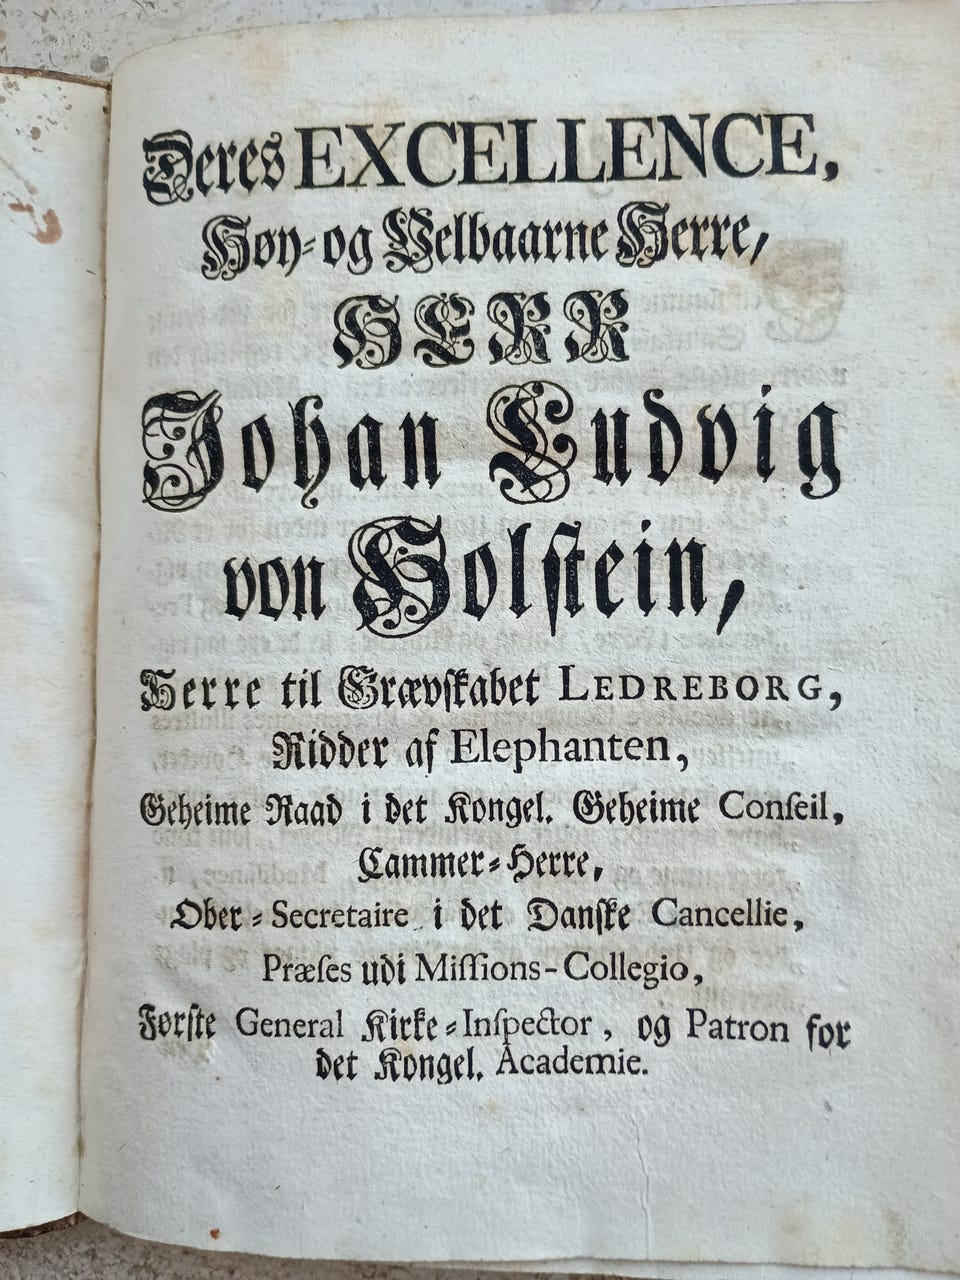 Deres EXCELLENCE,
Høy-og Velbaarne Herre,
HERR
Johan Ludvig
von Holſtein,
Herre til Grævſkabet LEDREBORG,
Ridder af Elephanten,
Geheime Raad i det Kongel. Geheime Conſeil,
Cammer-Herre,
Ober-Secretaire i det Danſke Cancellie,
Præſes udi Miſſions-Collegio,
Førſte General Kirke-Inſpector, og Patron for
det Kongel. Academie.